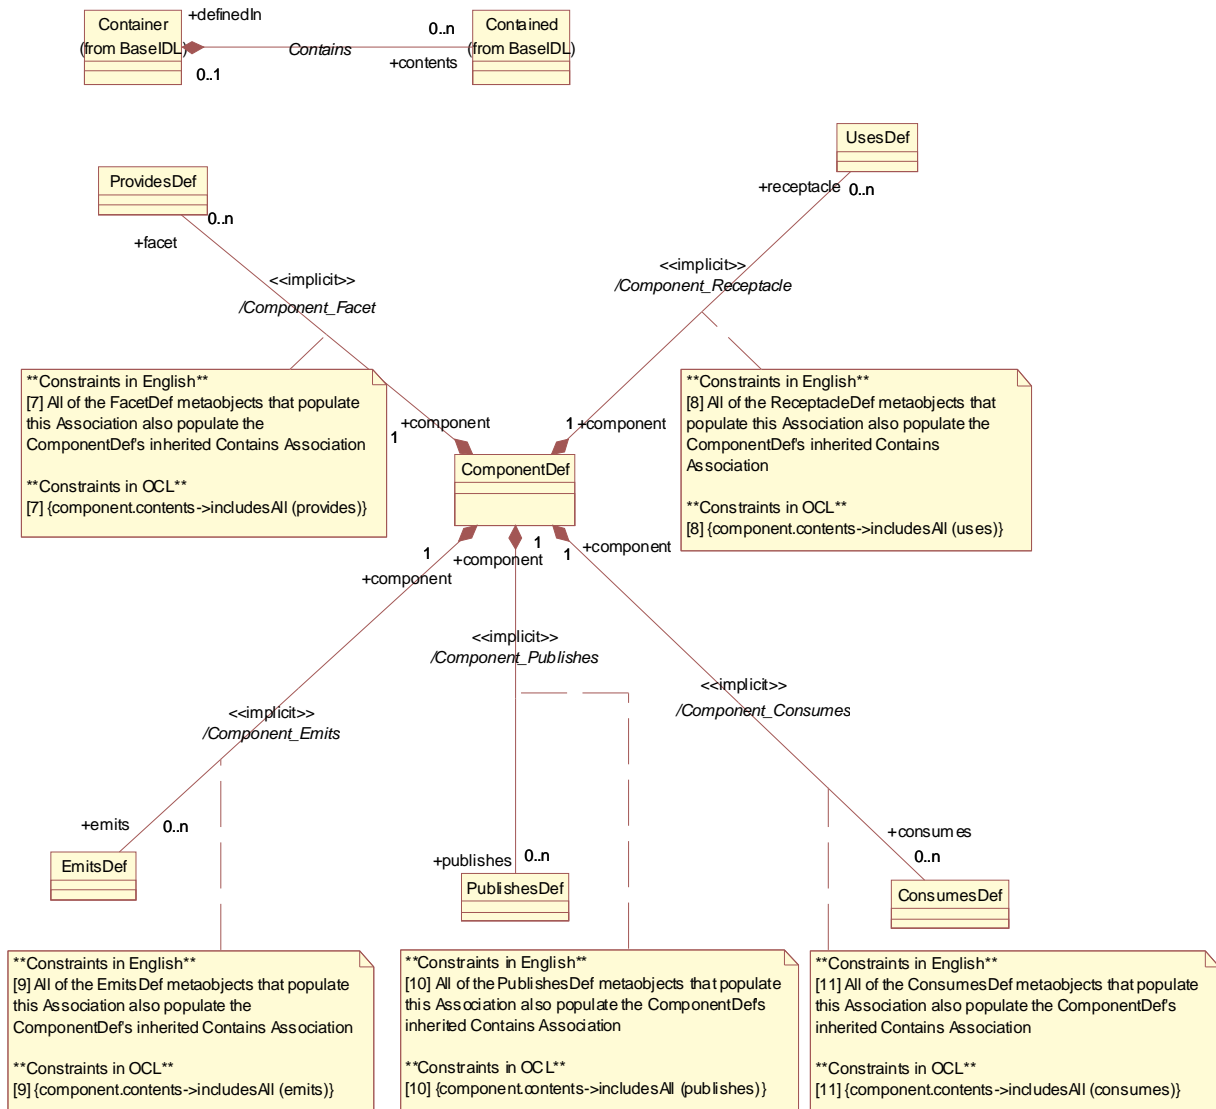 Container
(from BaseIDL)
+definedIn
0..1
Contains
0..n
+contents
Contained
(from BaseIDL)
UsesDef
+receptacle
0..n
ProvidesDef
0..n
+facet
<<implicit>>
/Component_Facet
<<implicit>>
/Component_Receptacle
**Constraints in English**
[7] All of the FacetDef metaobjects that populate
this Association also populate the
ComponentDef's inherited Contains Association
**Constraints in OCL**
[7] {component.contents->includesAll (provides)}
**Constraints in English**
[8] All of the ReceptacleDef metaobjects that
populate this Association also populate the
ComponentDef's inherited Contains
Association
**Constraints in OCL**
[8] {component.contents->includesAll (uses)}
+component
1
1
+component
ComponentDef
1
+component
+component
1
1
+component
<<implicit>>
/Component_Publishes
<<implicit>>
/Component_Consumes
<<implicit>>
/Component_Emits
+emits
0..n
EmitsDef
+publishes
0..n
PublishesDef
+consumes
0..n
ConsumesDef
**Constraints in English**
[9] All of the EmitsDef metaobjects that populate
this Association also populate the
ComponentDef's inherited Contains Association
**Constraints in OCL**
[9] {component.contents->includesAll (emits)}
**Constraints in English**
[10] All of the PublishesDef metaobjects that populate
this Association also populate the ComponentDefs
inherited Contains Association
**Constraints in OCL**
[10] {component.contents->includesAll (publishes)}
**Constraints in English**
[11] All of the ConsumesDef metaobjects that populate
this Association also populate the ComponentDef's
inherited Contains Association
**Constraints in OCL**
[11] {component.contents->includesAll (consumes)}